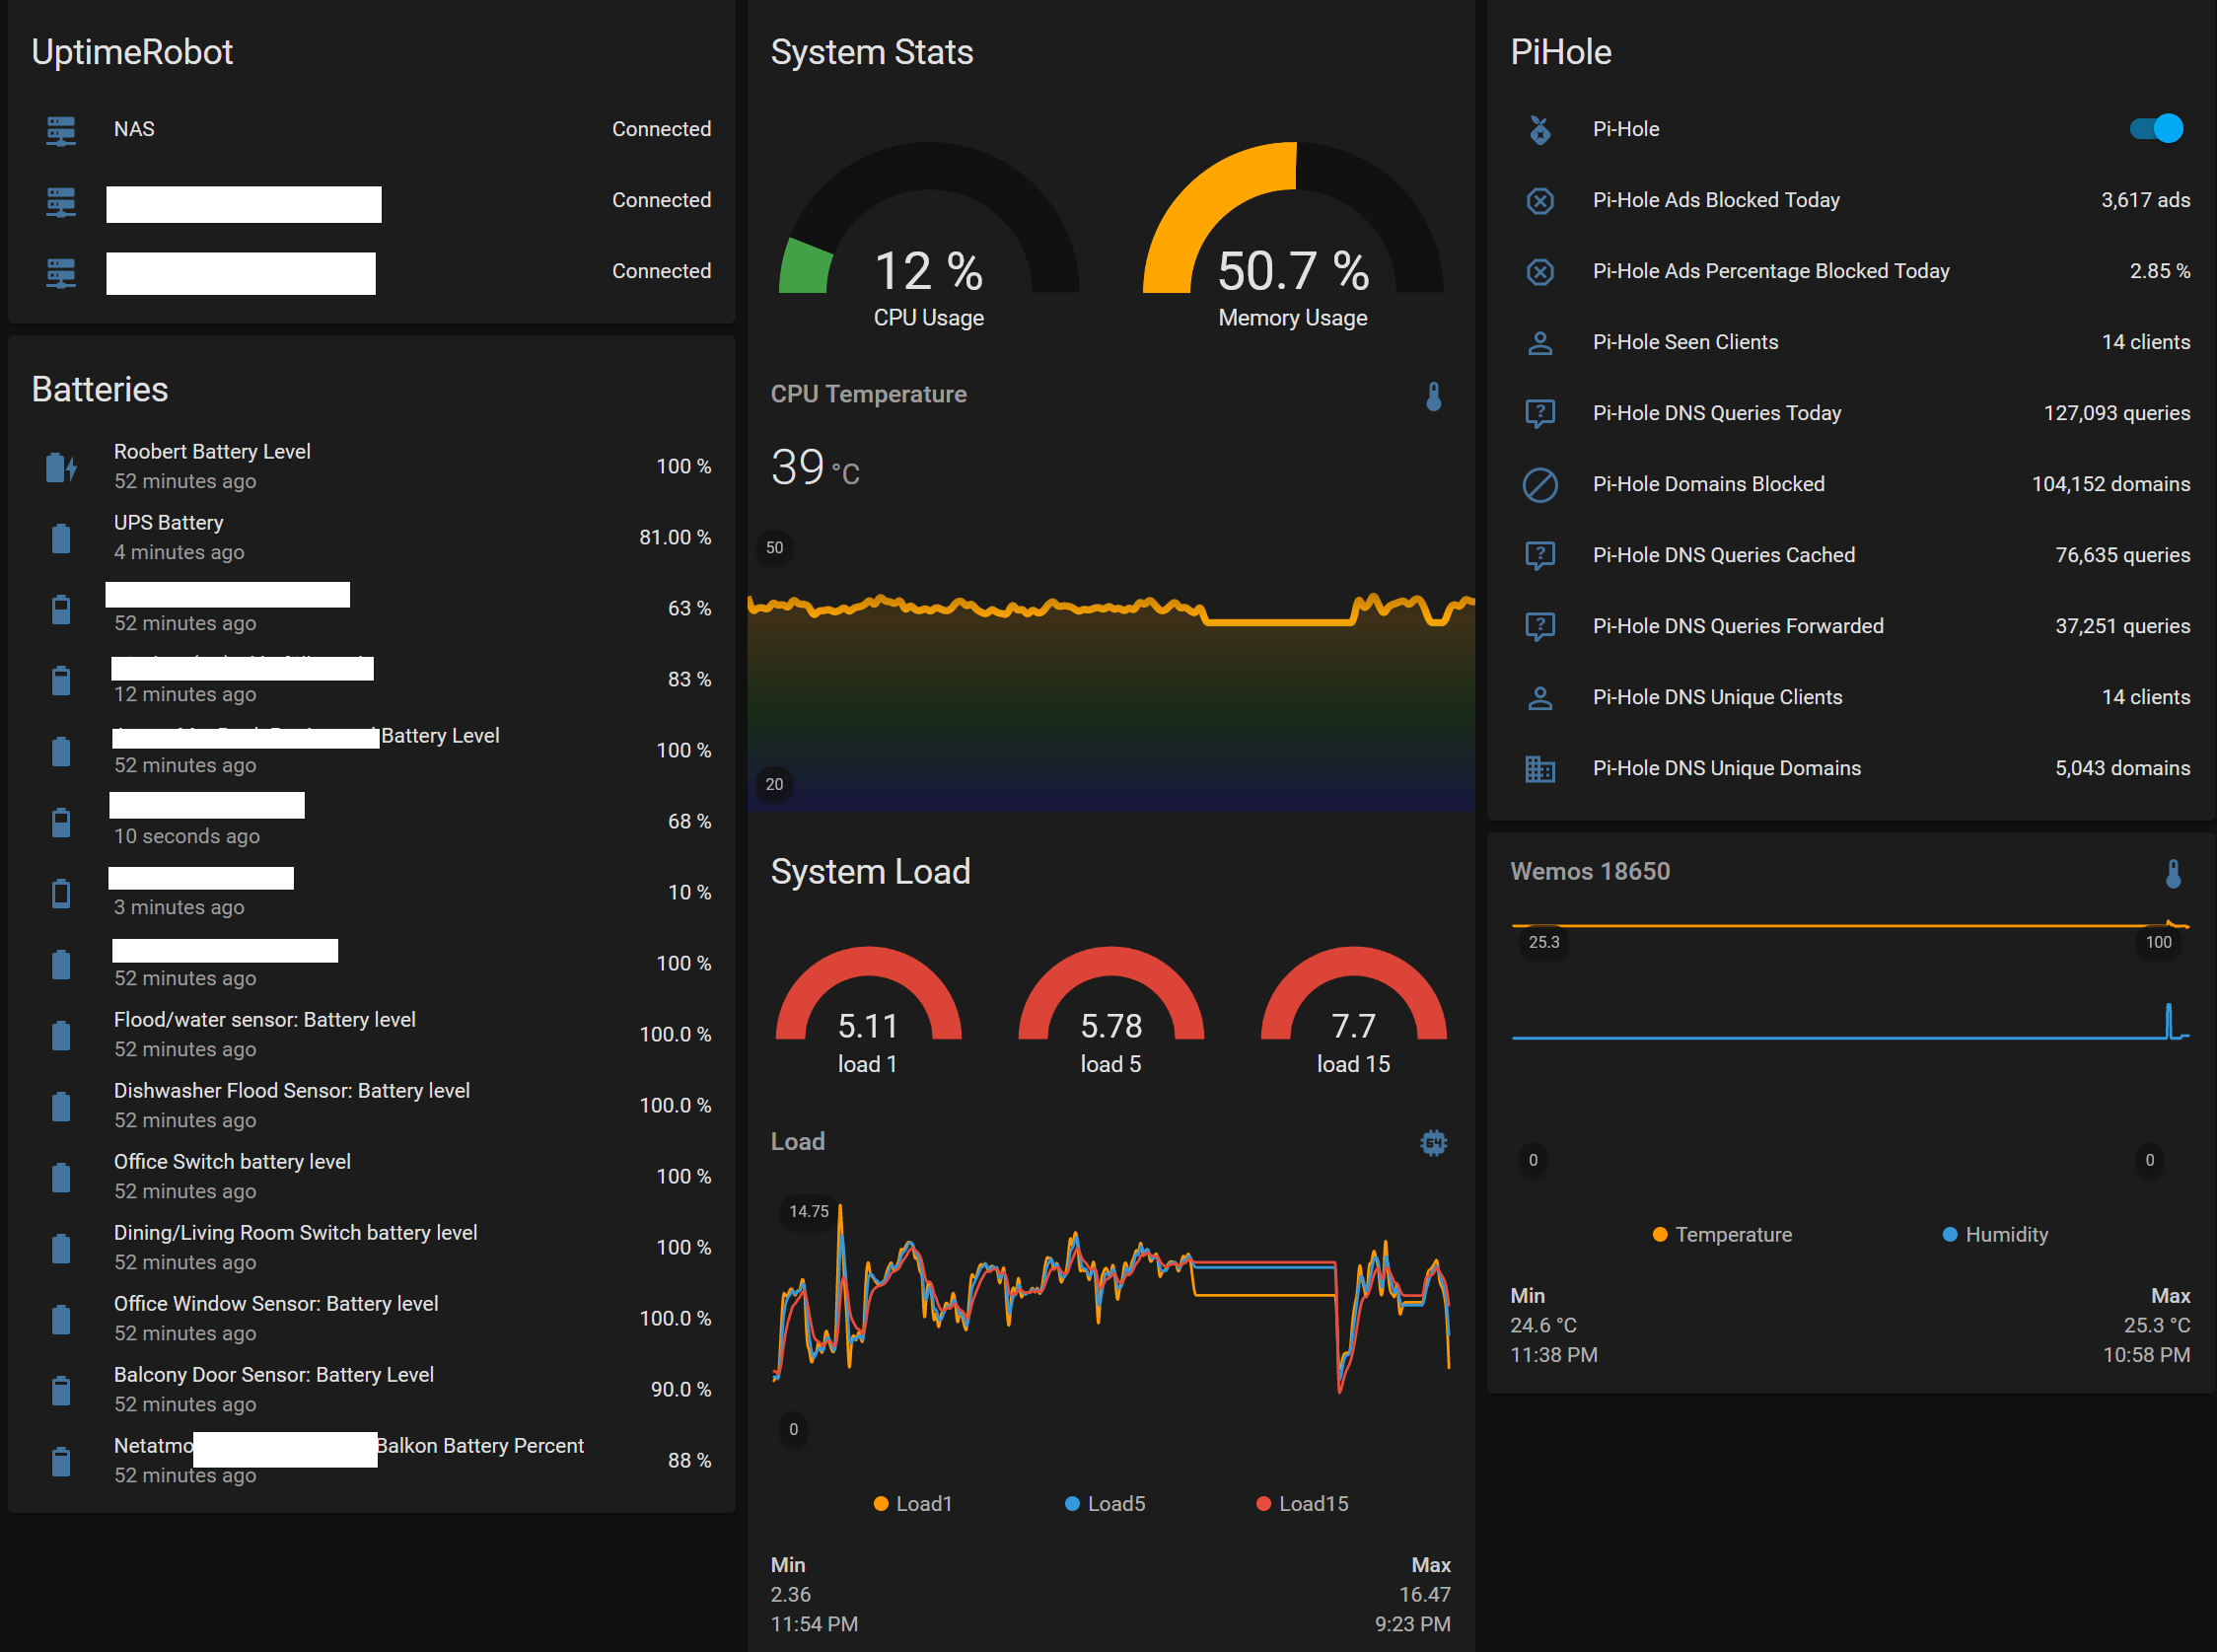 UptimeRobot
NAS Connected
Connected
Connected
Batteries
Roobert Battery Level
52 minutes ago
100 %
UPS Battery
4 minutes ago
81.00 %
52 minutes ago
63 %
12 minutes ago
83 %
Battery Level
52 minutes ago
100 %
10 seconds ago
68 %
3 minutes ago
10 %
52 minutes ago
100 %
Flood/water sensor: Battery level
52 minutes ago
100.0 %
Dishwasher Flood Sensor: Battery level
52 minutes ago
100.0 %
Office Switch battery level
52 minutes ago
100 %
Dining/Living Room Switch battery level
52 minutes ago
100 %
Office Window Sensor: Battery level
52 minutes ago
100.0 %
Balcony Door Sensor: Battery Level
52 minutes ago
90.0 %
Netatmo Balkon Battery Percent
52 minutes ago
88 %
System Stats
12 % 50.7 %
CPU Usage Memory Usage
CPU Temperature
39 °C
50
20
System Load
5.11 5.78 7.7
load 1 load 5 load 15
Load
64
14.75
0
Load1 Load5 Load15
Min Max
2.36 16.47
11:54 PM 9:23 PM
PiHole
Pi-Hole
Pi-Hole Ads Blocked Today 3,617 ads
Pi-Hole Ads Percentage Blocked Today 2.85 %
Pi-Hole Seen Clients 14 clients
Pi-Hole DNS Queries Today 127,093 queries
Pi-Hole Domains Blocked 104,152 domains
Pi-Hole DNS Queries Cached 76,635 queries
Pi-Hole DNS Queries Forwarded 37,251 queries
Pi-Hole DNS Unique Clients 14 clients
Pi-Hole DNS Unique Domains 5,043 domains
Wemos 18650
25.3 100
0 0
Temperature Humidity
Min Max
24.6 °C 25.3 °C
11:38 PM 10:58 PM